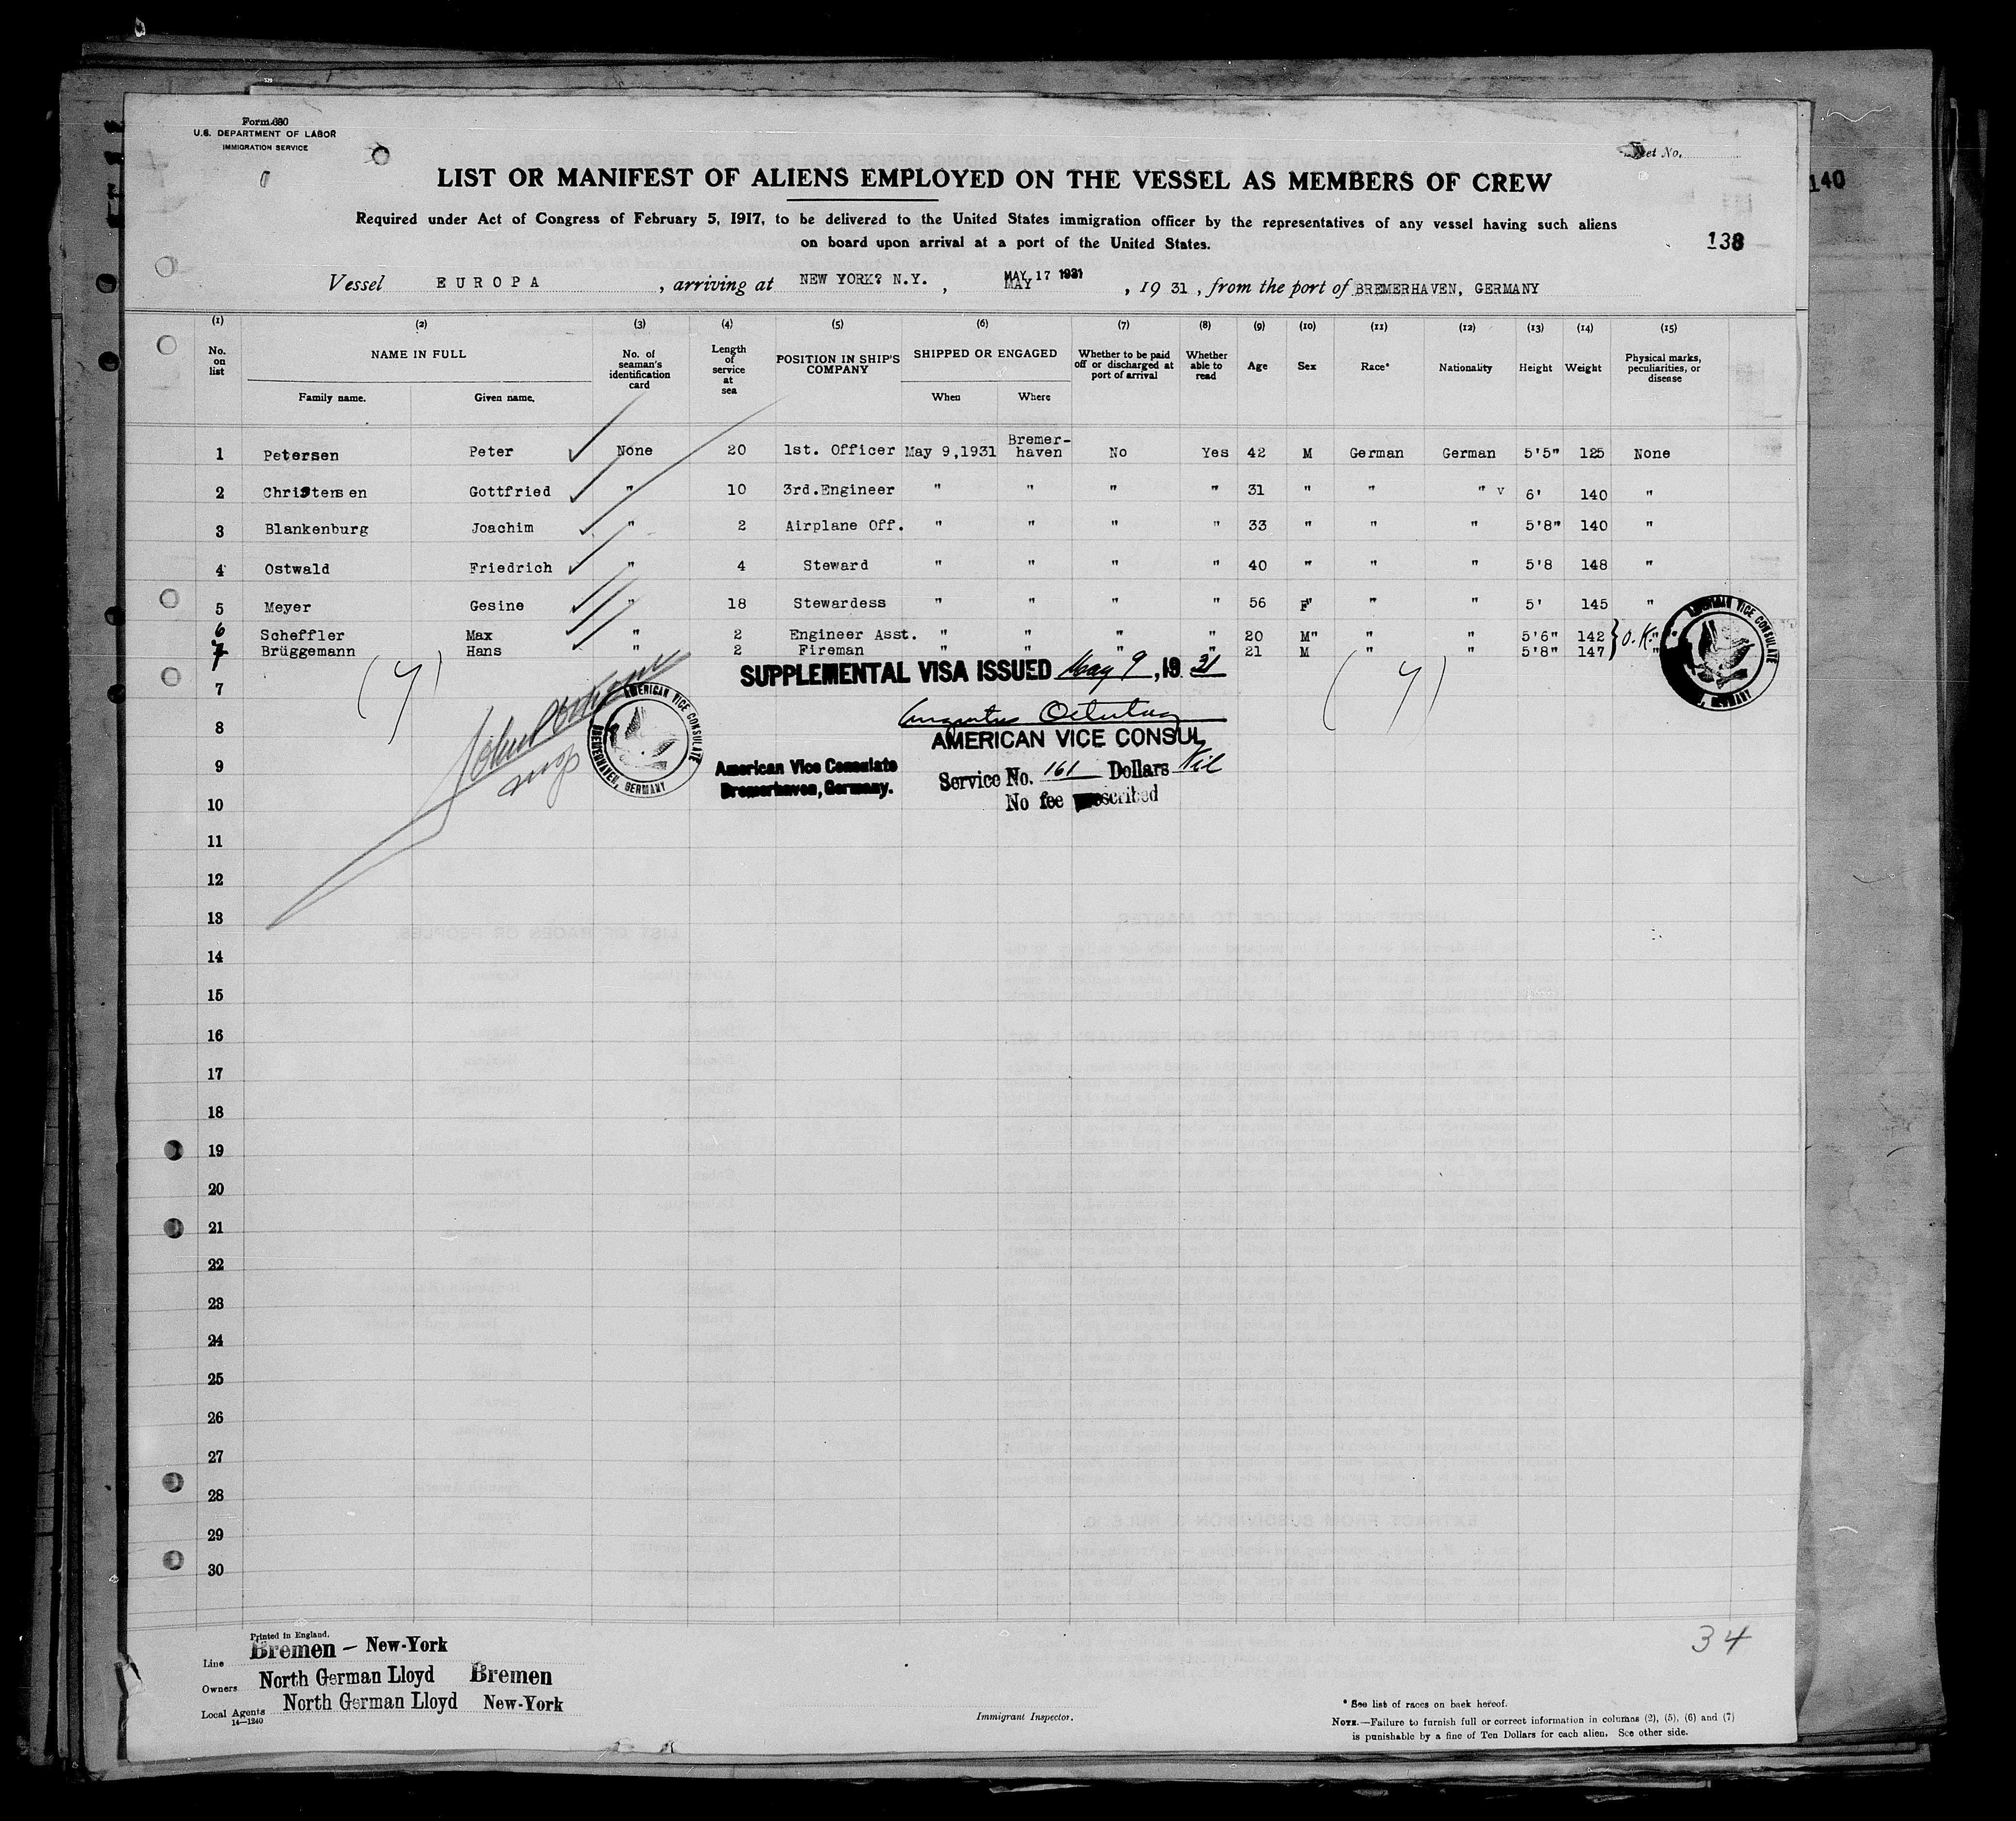 Form 680
U.S. DEPARTMENT OF LABOR
IMMIGRATION SERVICE
No.
140
LIST OR MANIFEST OF ALIENS EMPLOYED ON THE VESSEL AS MEMBERS OF CREW
Required under Act of Congress of February 5, 1917, to be delivered to the United States immigration officer by the representatives of any vessel having such aliens
on board upon arrival at a port of the United States.
138
Vessel EUROPA, arriving at NEW YORK? N.Y., MAY 17 1931 MAY, 1931, from the port of BREMERHAVEN, GERMANY
(1) (2) (3) (4) (5) (6) (7) (8) (9) (10) (11) (12) (13) (14) (15)
No. on list NAME IN FULL Family name. Given name. No. of seaman's identification card Length of service at sea POSITION IN SHIP'S COMPANY SHIPPED OR ENGAGED When Where Whether to be paid off or discharged at port of arrival Whether able to read Age Sex Race* Nationality Height Weight Physical marks, peculiarities, or disease
1 Petersen Peter None 20 1st. Officer May 9,1931 Bremer-haven No Yes 42 M German German 5'5" 125 None
2 Christensen Gottfried " 10 3rd.Engineer " " " " 31 " " " v 6' 140 "
3 Blankenburg Joachim " 2 Airplane Off. " " " " 33 " " " 5'8" 140 "
4 Ostwald Friedrich " 4 Steward " " " " 40 " " " 5'8 148 "
5 Meyer Gesine " 18 Stewardess " " " " 56 F" " " 5' 145 "
6 Scheffler Max " 2 Engineer Asst. " " " " 20 M" " " 5'6" 142 } O.K. "
7 Brüggemann Hans " 2 Fireman " " " " 21 M " " 5'8" 147 "
SUPPLEMENTAL VISA ISSUED May 9, 1931
7
8
AMERICAN VICE CONSUL
AMERICAN VICE CONSULATE
BREMERHAVEN, GERMANY
AMERICAN VICE CONSULATE
GERMANY
American Vice Consulate
Bremerhaven, Germany.
Service No. 161 Dollars Nil
No fee prescribed
9
10
11
12
13
14
15
16
17
18
19
20
21
22
23
24
25
26
27
28
29
30
34
Printed in England.
Line Bremen – New-York
Owners North German Lloyd Bremen
Local Agents North German Lloyd New-York
14—1240
Immigrant Inspector.
* See list of races on back hereof.
NOTE.—Failure to furnish full or correct information in columns (2), (5), (6) and (7)
is punishable by a fine of Ten Dollars for each alien. See other side.